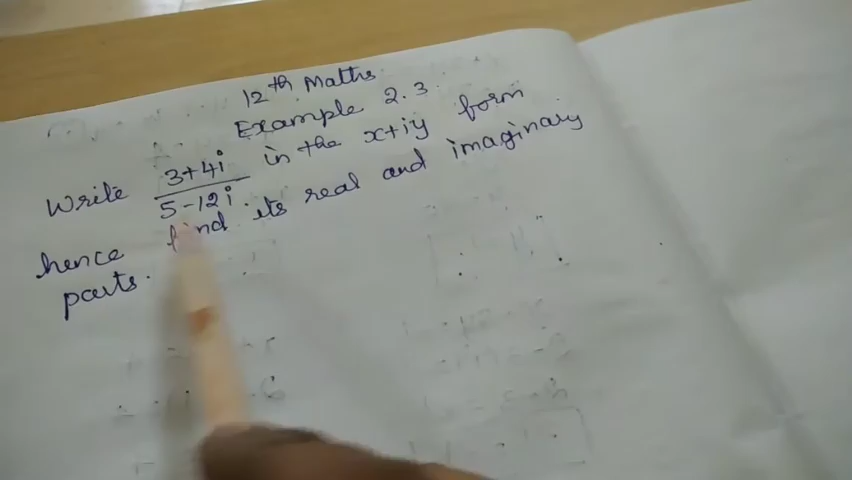 12th Maths
Example 2.3.
Write 3+4i/5-12i in the x+iy form
hence find its real and imaginary
parts.